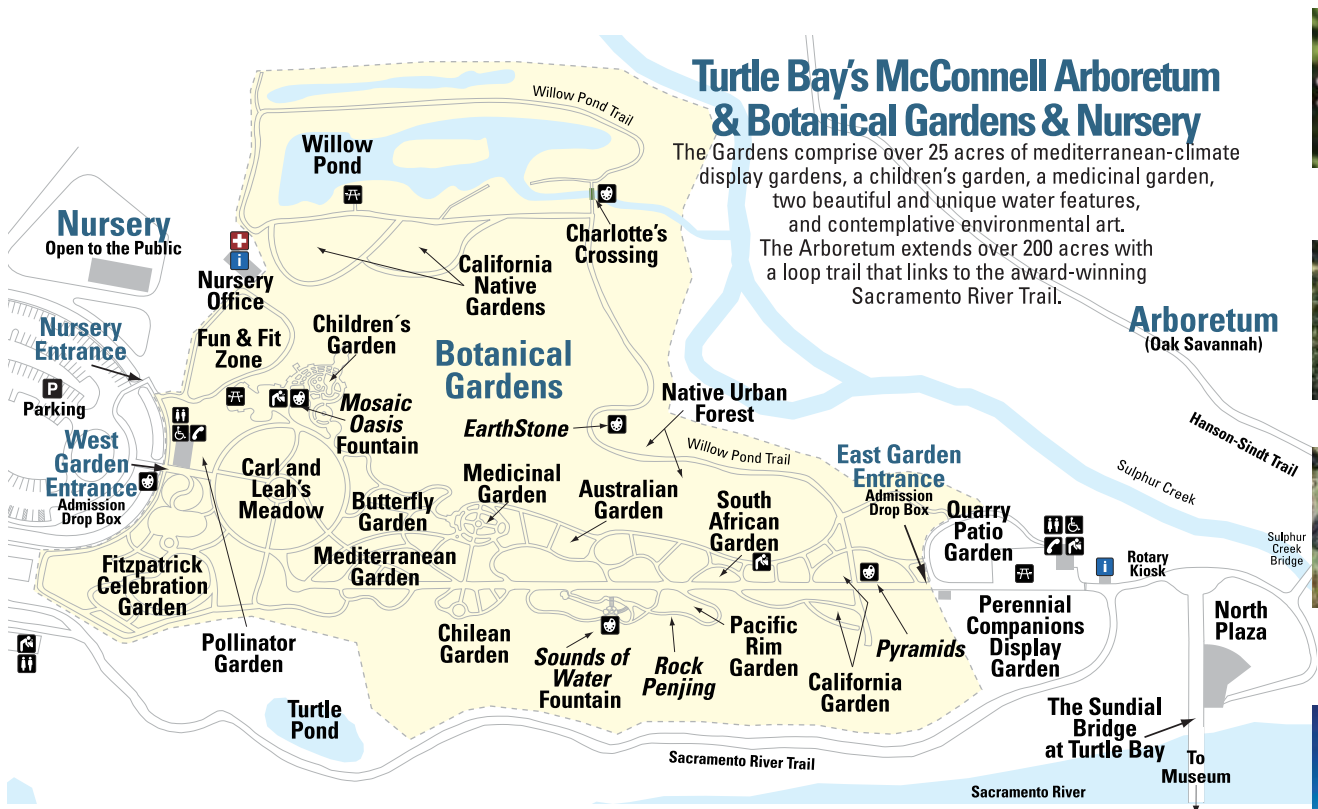 Turtle Bay's McConnell Arboretum
& Botanical Gardens & Nursery
The Gardens comprise over 25 acres of mediterranean-climate
display gardens, a children's garden, a medicinal garden,
two beautiful and unique water features,
and contemplative environmental art.
The Arboretum extends over 200 acres with
a loop trail that links to the award-winning
Sacramento River Trail.
Willow Pond Trail
Willow
Pond
Nursery
Open to the Public
Charlotte's
Crossing
i
Nursery
Office
California
Native
Gardens
Arboretum
(Oak Savannah)
Nursery
Entrance
Fun & Fit
Zone
Children´s
Garden
Botanical
Gardens
P
Parking
Mosaic
Oasis
Fountain
Native Urban
Forest
EarthStone
Hanson-Sindt Trail
West
Garden
Entrance
Admission
Drop Box
Carl and
Leah's
Meadow
Willow Pond Trail
East Garden
Entrance
Admission
Drop Box
Sulphur Creek
Medicinal
Garden
Butterfly
Garden
Australian
Garden
South
African
Garden
Quarry
Patio
Garden
Sulphur
Creek
Bridge
Mediterranean
Garden
i
Rotary
Kiosk
Fitzpatrick
Celebration
Garden
Pollinator
Garden
Chilean
Garden
Sounds of
Water
Fountain
Rock
Penjing
Pacific
Rim
Garden
California
Garden
Pyramids
Perennial
Companions
Display
Garden
North
Plaza
Turtle
Pond
The Sundial
Bridge
at Turtle Bay
Sacramento River Trail
To
Museum
Sacramento River